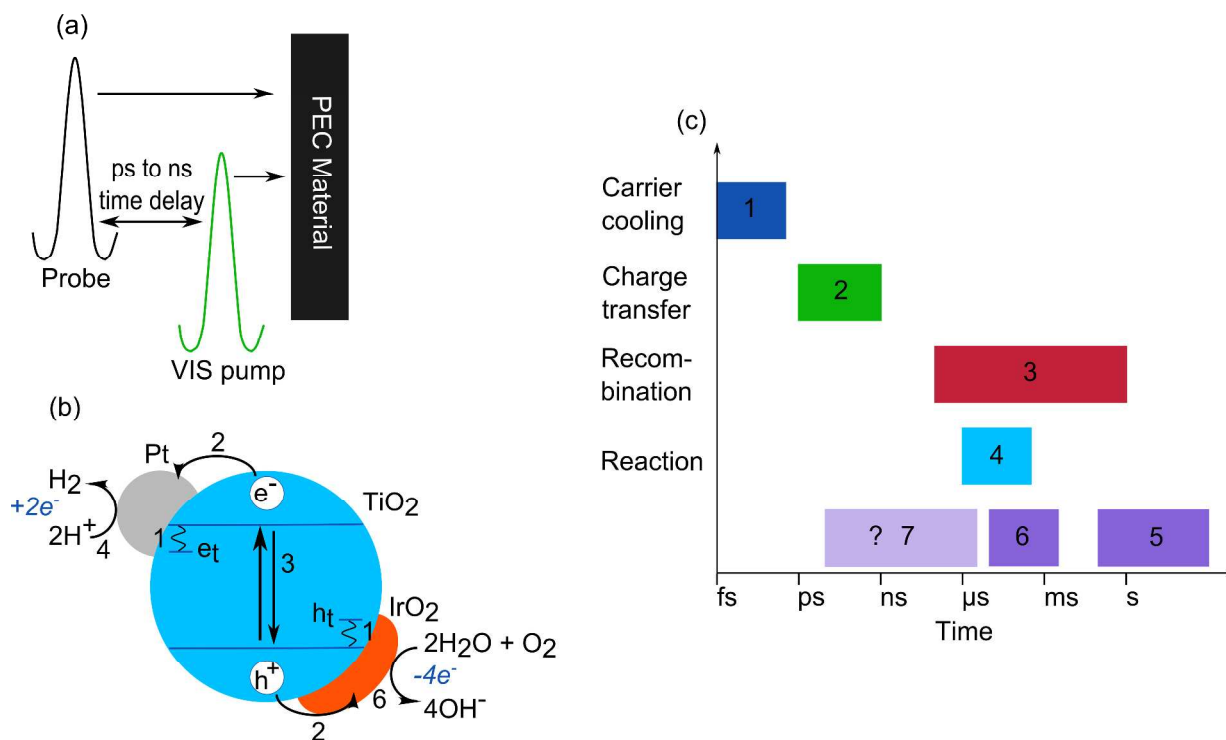 (a)
PEC Material
ps to ns
time delay
Probe
VIS pump
(b)
Pt
2
H2
+2e-
2H+
4
e-
TiO2
1
et
3
ht
1
IrO2
2H2O + O2
-4e-
4OH-
h+
2
6
(c)
Carrier
cooling
1
Charge
transfer
2
Recom-
bination
3
Reaction
4
? 7
6
5
fs
ps
ns
µs
ms
s
Time